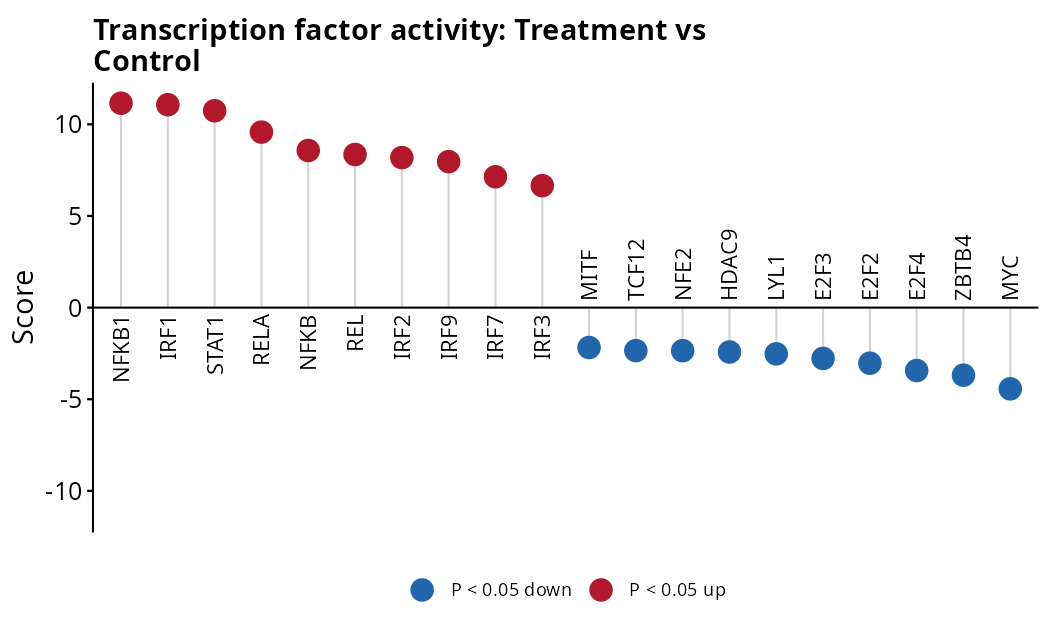 Transcription factor activity: Treatment vs
Control
Score
10
5
0
-5
-10
NFKB1
IRF1
STAT1
RELA
NFKB
REL
IRF2
IRF9
IRF7
IRF3
MITF
TCF12
NFE2
HDAC9
LYL1
E2F3
E2F2
E2F4
ZBTB4
MYC
P < 0.05 down
P < 0.05 up